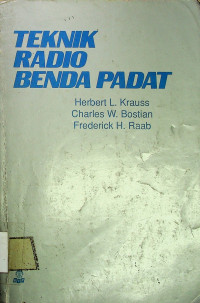 TEKNIK
RADIO
BENDA PADAT
Herbert L. Krauss
Charles W. Bostian
Frederick H. Raab